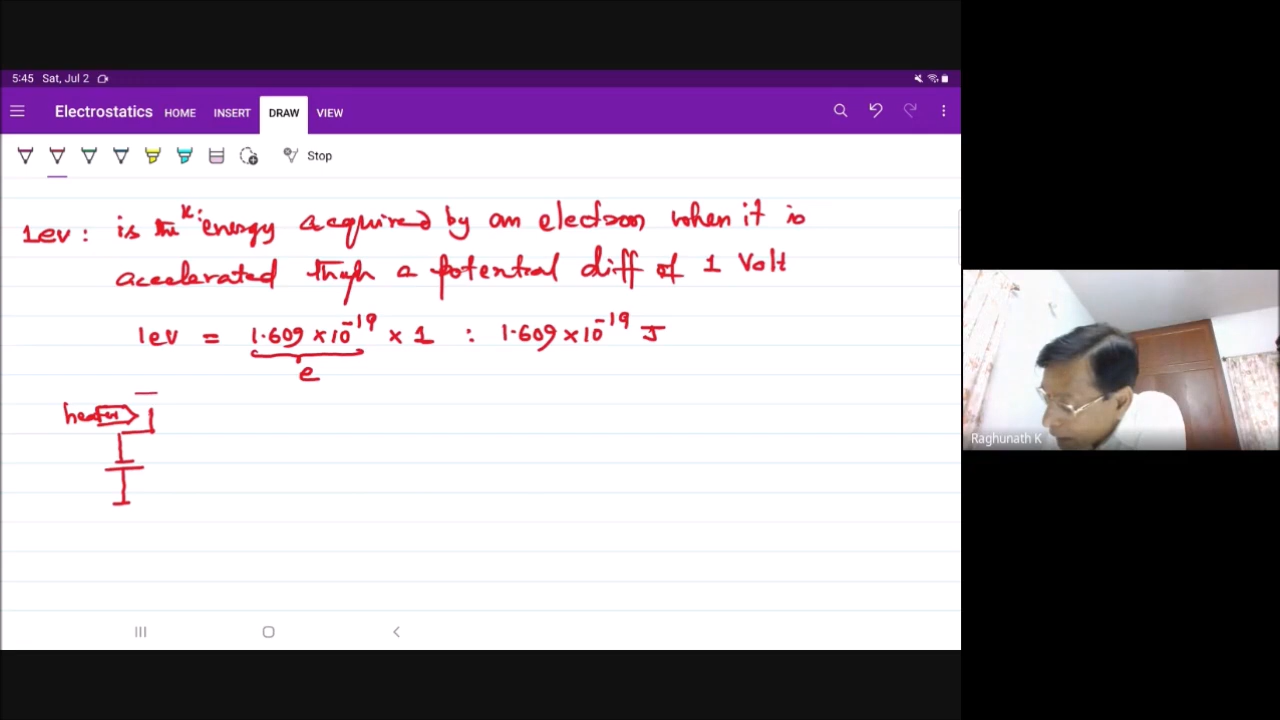 5:45 Sat, Jul 2
Electrostatics HOME INSERT DRAW VIEW
Stop
1ev : is the K. energy acquired by an electron when it is
accelerated through a potential diff of 1 Volt
1ev = 1.609 × 10⁻¹⁹ × 1 : 1.609 × 10⁻¹⁹ J
e
heater
Raghunath K